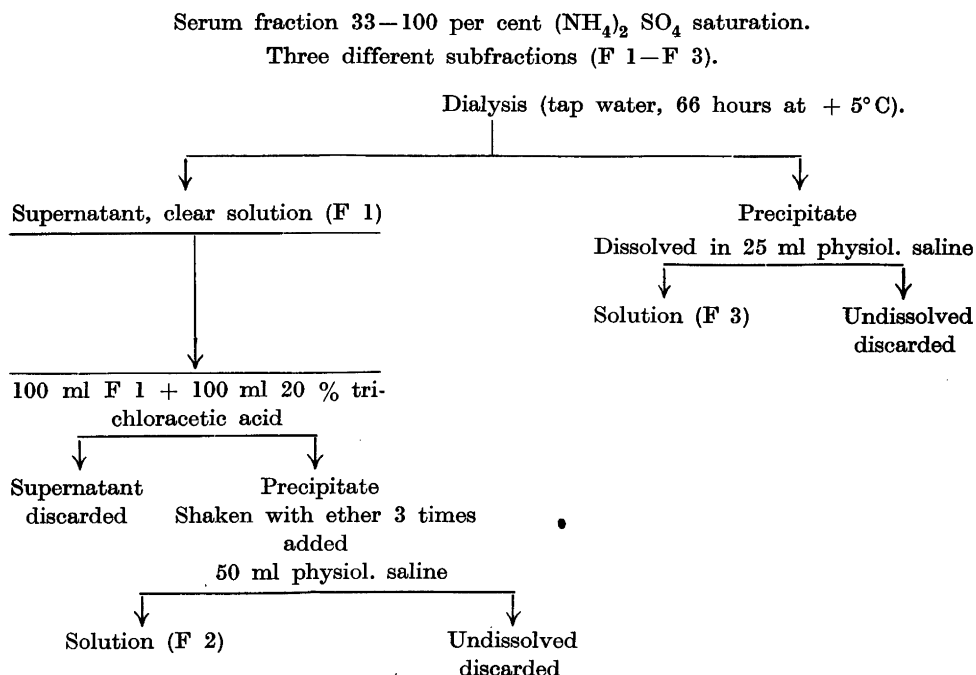 Serum fraction 33—100 per cent (NH₄)₂ SO₄ saturation.
Three different subfractions (F 1—F 3).
Dialysis (tap water, 66 hours at + 5°C).
Supernatant, clear solution (F 1)
Precipitate
Dissolved in 25 ml physiol. saline
Solution (F 3)
Undissolved
discarded
100 ml F 1 + 100 ml 20 % tri-
chloracetic acid
Supernatant
discarded
Precipitate
Shaken with ether 3 times
added
50 ml physiol. saline
Solution (F 2)
Undissolved
discarded